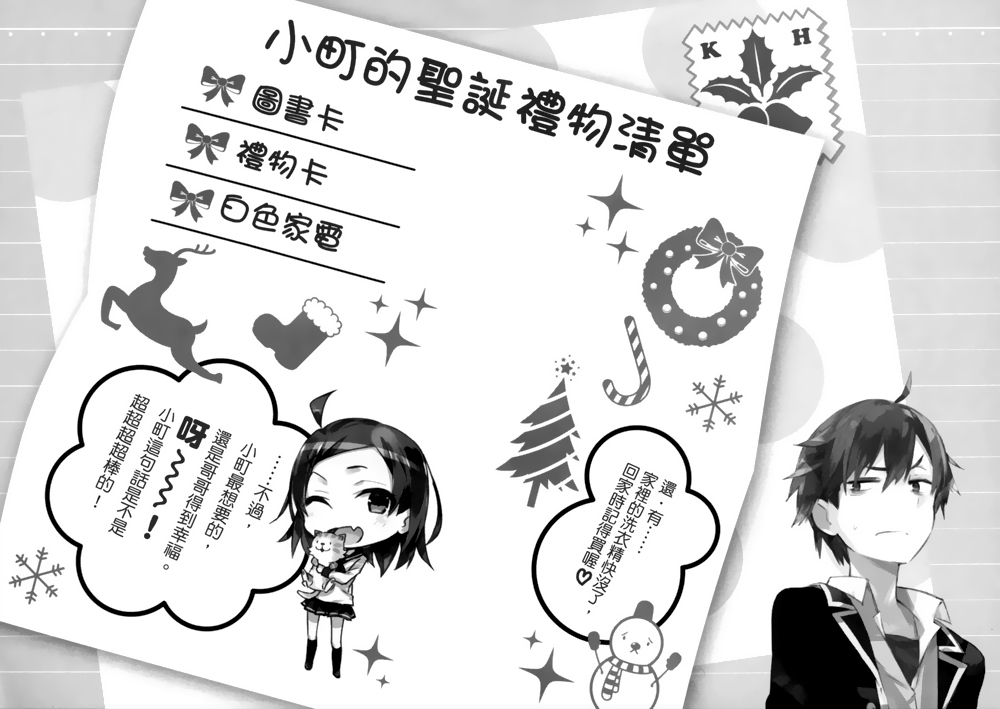 小町的聖誕禮物清單
K H
圖書卡
禮物卡
白色家電
……不過，
小町最想要的，
還是哥哥得到幸福。
呀～～～！
小町這句話是不是
超超超超棒的！
還．有……
家裡的洗衣精快沒了，
回家時記得買喔♡